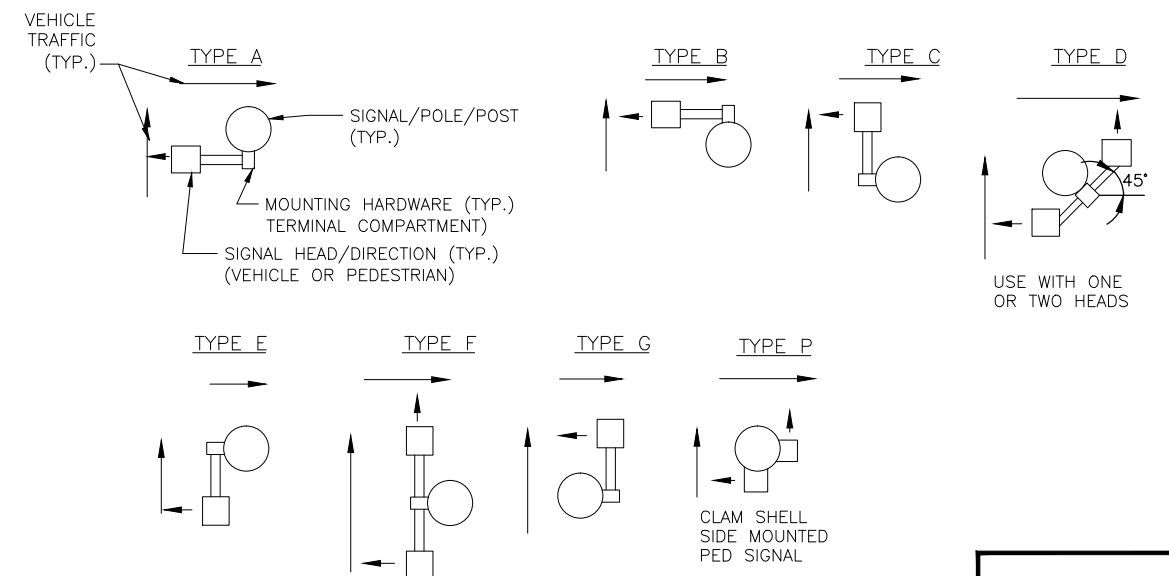 VEHICLE
TRAFFIC
(TYP.)
TYPE A
SIGNAL/POLE/POST
(TYP.)
MOUNTING HARDWARE (TYP.)
TERMINAL COMPARTMENT)
SIGNAL HEAD/DIRECTION (TYP.)
(VEHICLE OR PEDESTRIAN)
TYPE B
TYPE C
TYPE D
45°
USE WITH ONE
OR TWO HEADS
TYPE E
TYPE F
TYPE G
TYPE P
CLAM SHELL
SIDE MOUNTED
PED SIGNAL